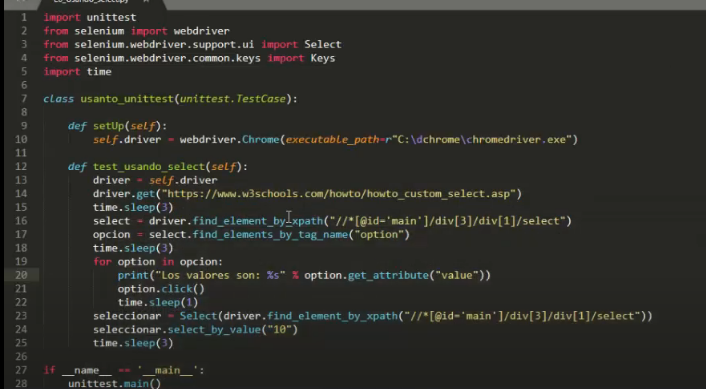 1 import unittest
2 from selenium import webdriver
3 from selenium.webdriver.support.ui import Select
4 from selenium.webdriver.common.keys import Keys
5 import time
6
7 class usanto_unittest(unittest.TestCase):
8
9 def setUp(self):
10 self.driver = webdriver.Chrome(executable_path=r"C:\dchrome\chromedriver.exe")
11
12 def test_usando_select(self):
13 driver = self.driver
14 driver.get("https://www.w3schools.com/howto/howto_custom_select.asp")
15 time.sleep(3)
16 select = driver.find_element_by_xpath("//*[@id='main']/div[3]/div[1]/select")
17 opcion = select.find_elements_by_tag_name("option")
18 time.sleep(3)
19 for option in opcion:
20 print("Los valores son: %s" % option.get_attribute("value"))
21 option.click()
22 time.sleep(1)
23 seleccionar = Select(driver.find_element_by_xpath("//*[@id='main']/div[3]/div[1]/select"))
24 seleccionar.select_by_value("10")
25 time.sleep(3)
26
27 if __name__ == '__main__':
28 unittest.main()